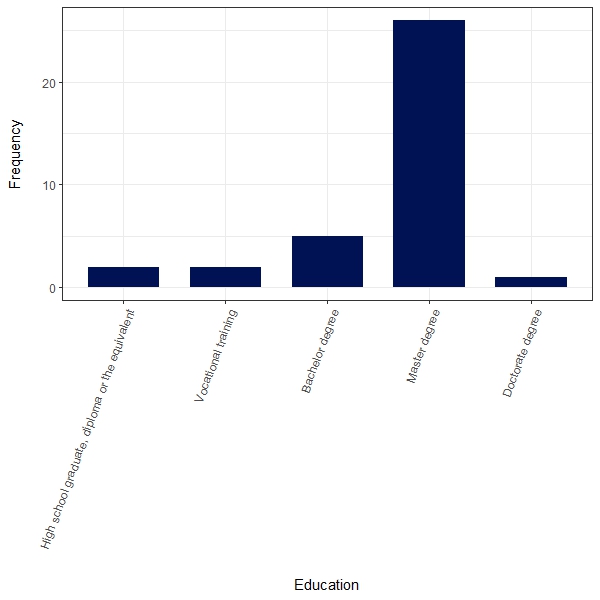 Frequency
20
10
0
High school graduate, diploma or the equivalent
Vocational training
Bachelor degree
Master degree
Doctorate degree
Education